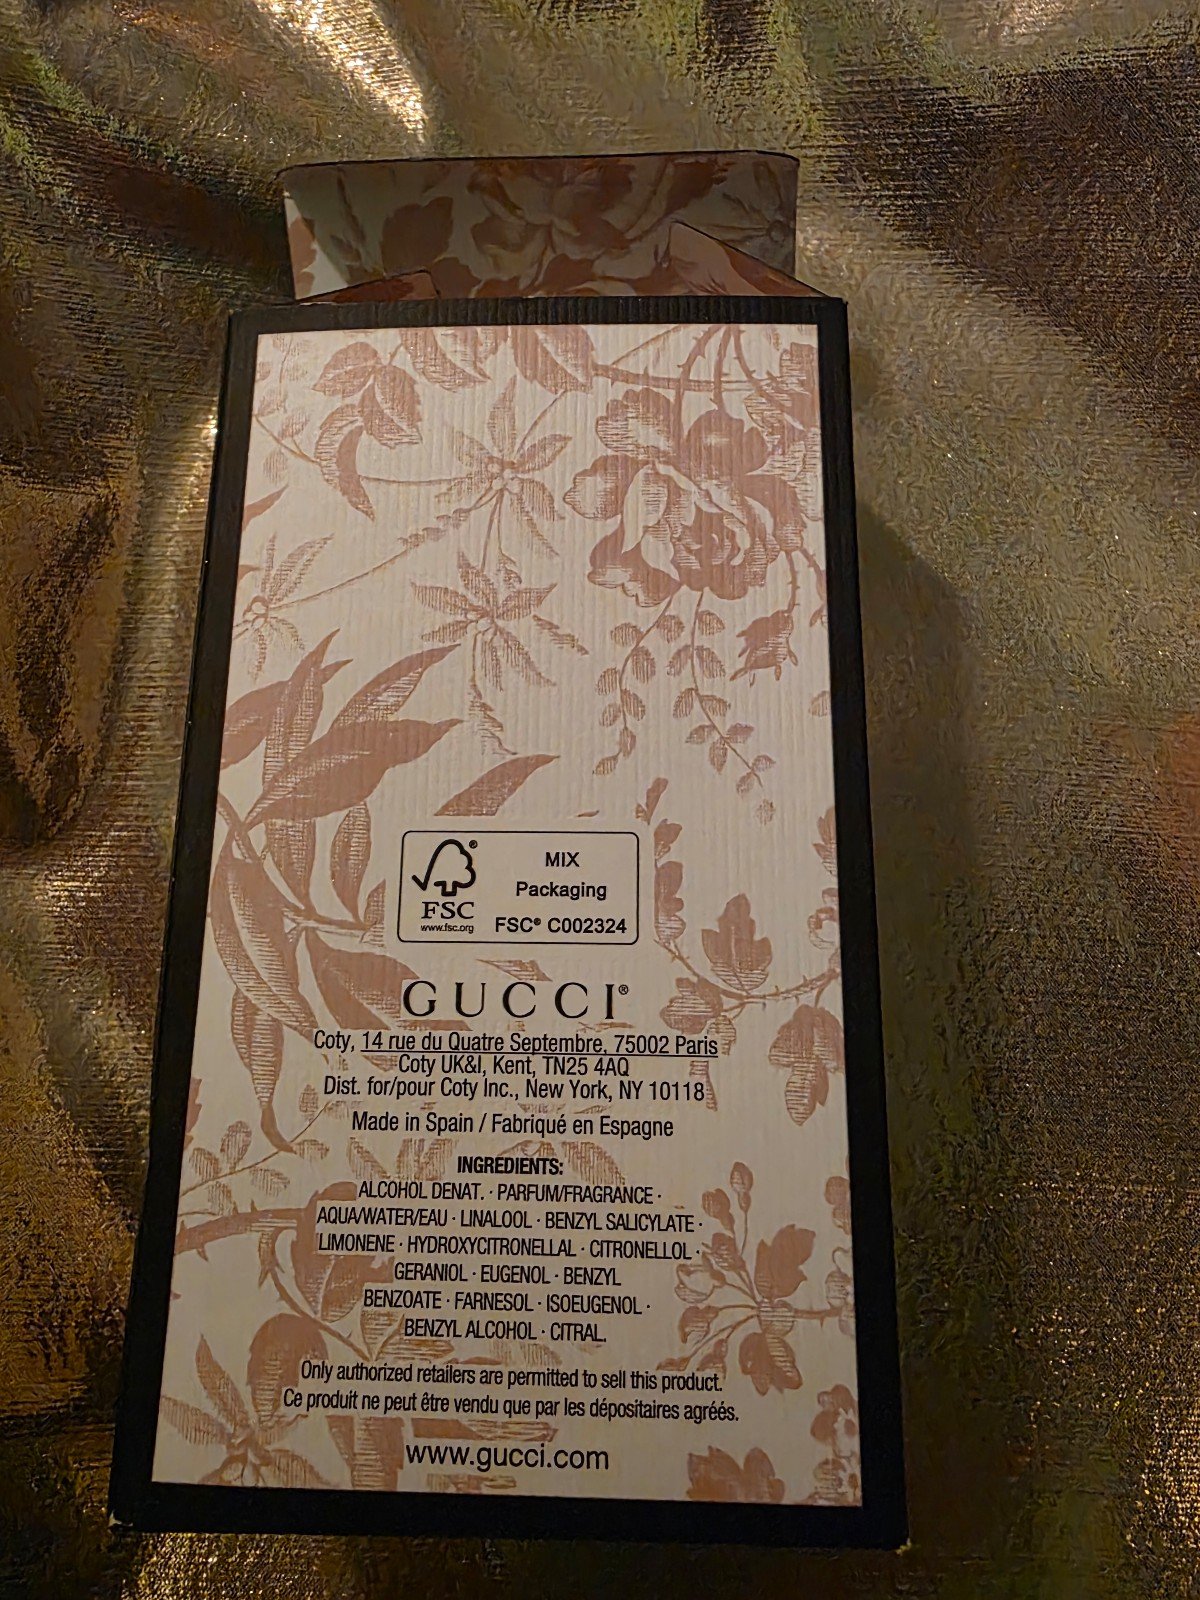 MIX
Packaging
FSC® C002324
FSC®
www.fsc.org
GUCCI®
Coty, 14 rue du Quatre Septembre, 75002 Paris
Coty UK&I, Kent, TN25 4AQ
Dist. for/pour Coty Inc., New York, NY 10118
Made in Spain / Fabriqué en Espagne
INGREDIENTS:
ALCOHOL DENAT. · PARFUM/FRAGRANCE ·
AQUA/WATER/EAU · LINALOOL · BENZYL SALICYLATE ·
LIMONENE · HYDROXYCITRONELLAL · CITRONELLOL ·
GERANIOL · EUGENOL · BENZYL
BENZOATE · FARNESOL · ISOEUGENOL ·
BENZYL ALCOHOL · CITRAL.
Only authorized retailers are permitted to sell this product.
Ce produit ne peut être vendu que par les dépositaires agréés.
www.gucci.com